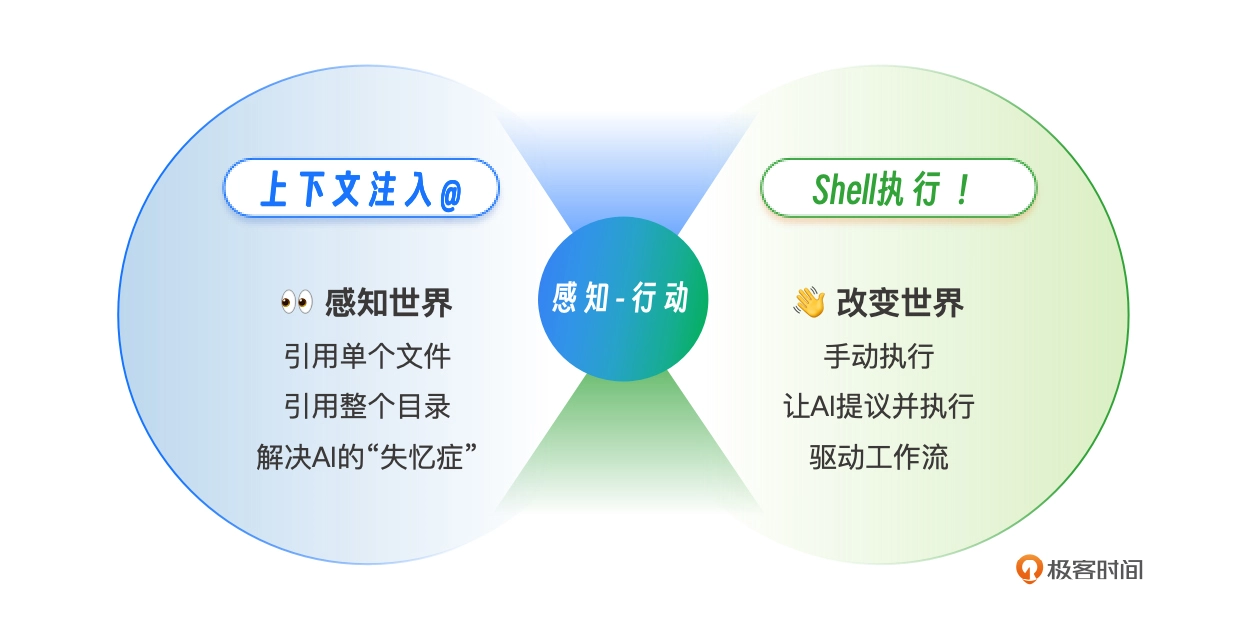 上下文注入@
👀 感知世界
引用单个文件
引用整个目录
解决AI的“失忆症”
感知-行动
Shell执行！
👋 改变世界
手动执行
让AI提议并执行
驱动工作流
极客时间